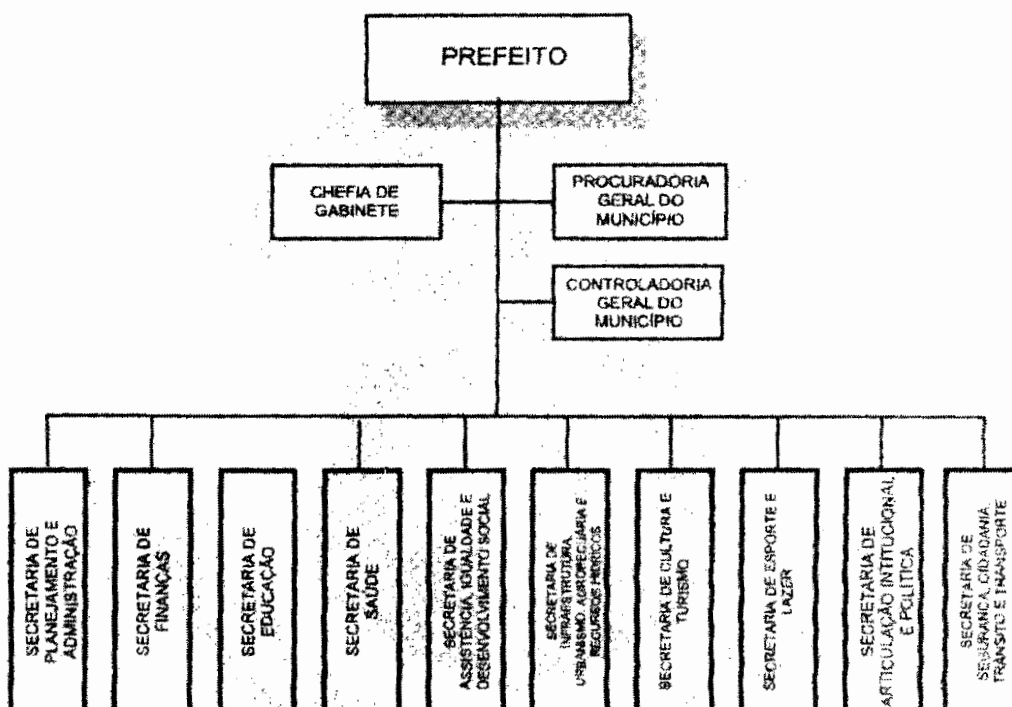 PREFEITO
CHEFIA DE
GABINETE
PROCURADORIA
GERAL DO
MUNICÍPIO
CONTROLADORIA
GERAL DO
MUNICÍPIO
SECRETARIA DE
PLANEJAMENTO E
ADMINISTRAÇÃO
SECRETARIA DE
FINANÇAS
SECRETARIA DE
EDUCAÇÃO
SECRETARIA DE
SAÚDE
SECRETARIA DE
ASSISTÊNCIA, IGUALDADE E
DESENVOLVIMENTO SOCIAL
SECRETARIA DE
INFRAESTRUTURA,
URBANISMO, AGROPECUÁRIA E
RECURSOS HÍDRICOS
SECRETARIA DE CULTURA E
TURISMO
SECRETARIA DE ESPORTE E
LAZER
SECRETARIA DE
ARTICULAÇÃO INTITUCIONAL
E POLÍTICA
SECRETARIA DE
SEGURANÇA, CIDADANIA,
TRÂNSITO E TRANSPORTE